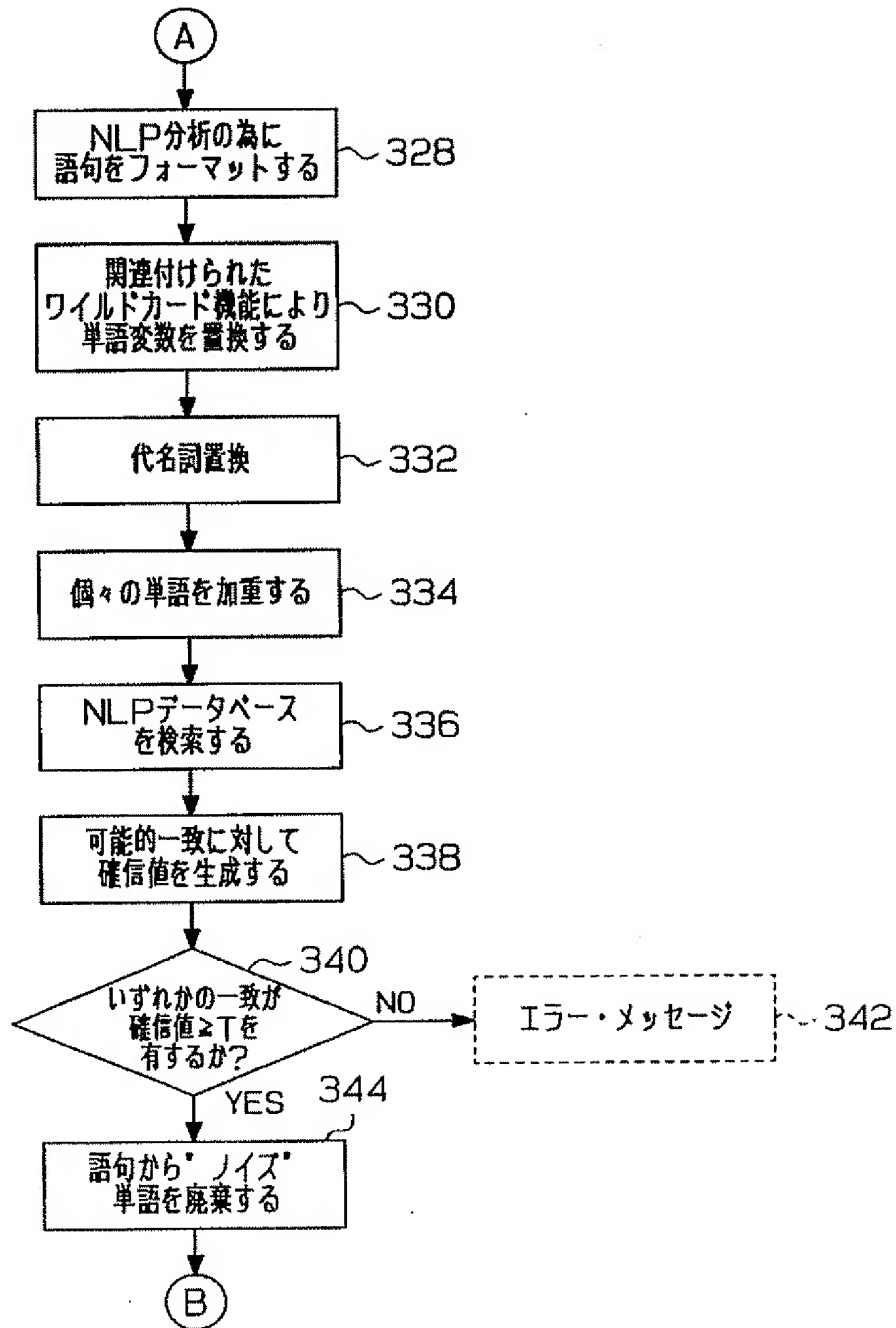 A
NLP分析の為に
語句をフォーマットする
328
関連付けられた
ワイルドカード機能により
単語変数を置換する
330
代名詞置換
332
個々の単語を加重する
334
NLPデータベース
を検索する
336
可能的一致に対して
確信値を生成する
338
340
いずれかの一致が
確信値≧Tを
有するか?
NO
エラー・メッセージ
342
YES
344
語句から"ノイズ"
単語を廃棄する
B